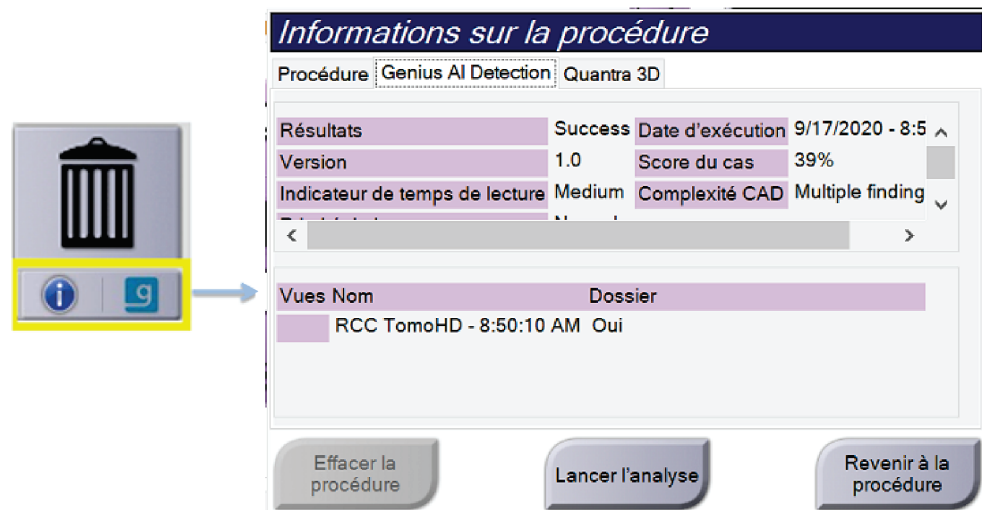 Informations sur la procédure
Procédure Genius AI Detection Quantra 3D
Résultats Success Date d'exécution 9/17/2020 - 8:5
Version 1.0 Score du cas 39%
Indicateur de temps de lecture Medium Complexité CAD Multiple finding
Vues Nom Dossier
RCC TomoHD - 8:50:10 AM Oui
Effacer la
procédure
Lancer l'analyse
Revenir à la
procédure
i
g